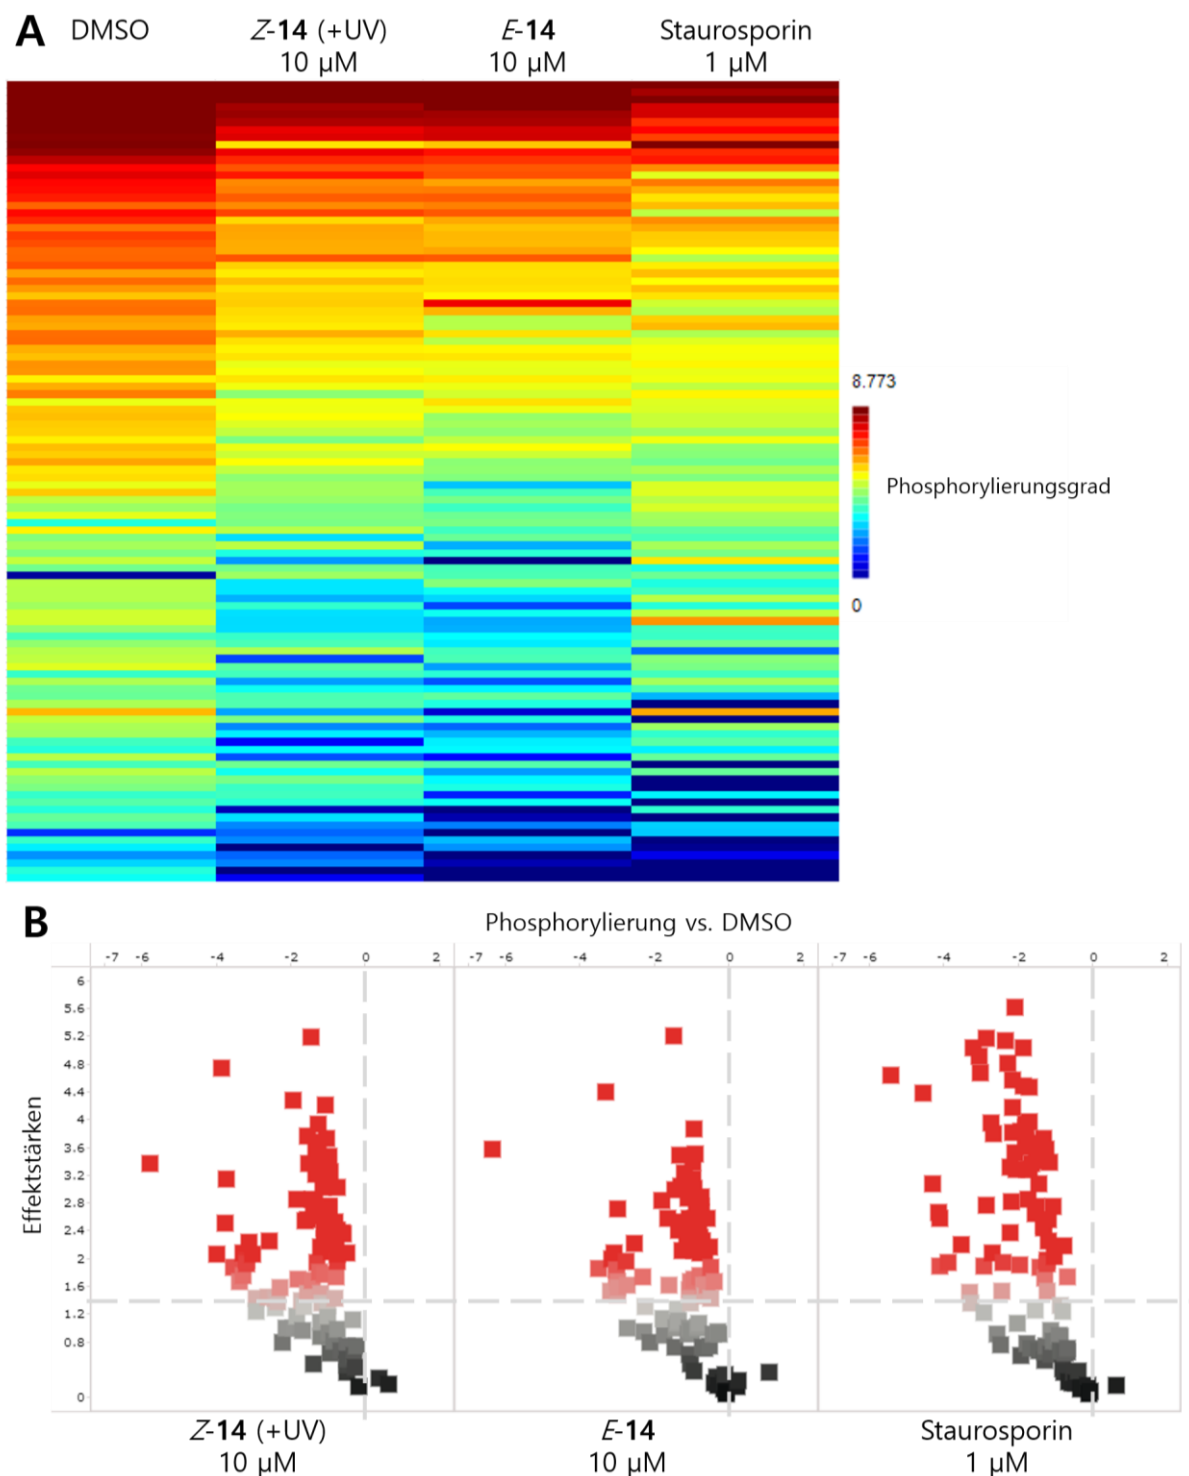 A DMSO Z-14 (+UV) E-14 Staurosporin
10 µM 10 µM 1 µM
8.773
Phosphorylierungsgrad
0
B
Phosphorylierung vs. DMSO
-7 -6 -4 -2 0 2 -7 -6 -4 -2 0 2 -7 -6 -4 -2 0 2
6
5.6
5.2
4.8
4.4
4
3.6
3.2
2.8
2.4
2
1.6
1.2
0.8
0
Effektstärken
Z-14 (+UV) E-14 Staurosporin
10 µM 10 µM 1 µM